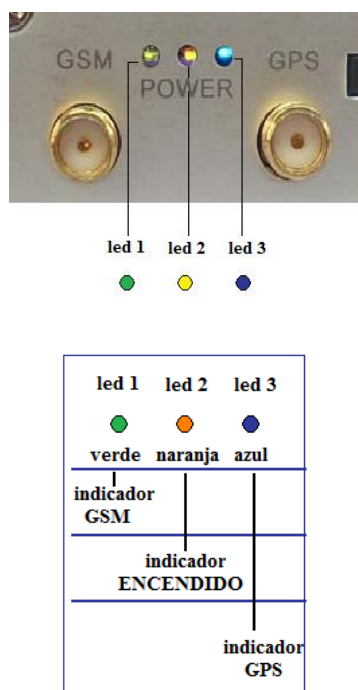 GSM
GPS
POWER
led 1 led 2 led 3
led 1 led 2 led 3
verde naranja azul
indicador
GSM
indicador
ENCENDIDO
indicador
GPS